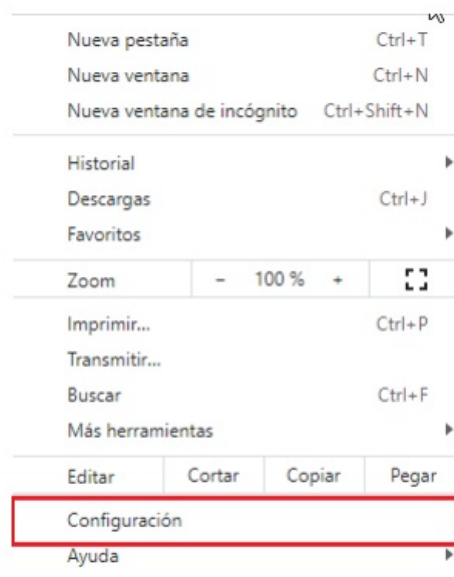 Nueva pestaña Ctrl+T
Nueva ventana Ctrl+N
Nueva ventana de incógnito Ctrl+Shift+N
Historial
Descargas Ctrl+J
Favoritos
Zoom - 100 % +
Imprimir... Ctrl+P
Transmitir...
Buscar Ctrl+F
Más herramientas
Editar Cortar Copiar Pegar
Configuración
Ayuda